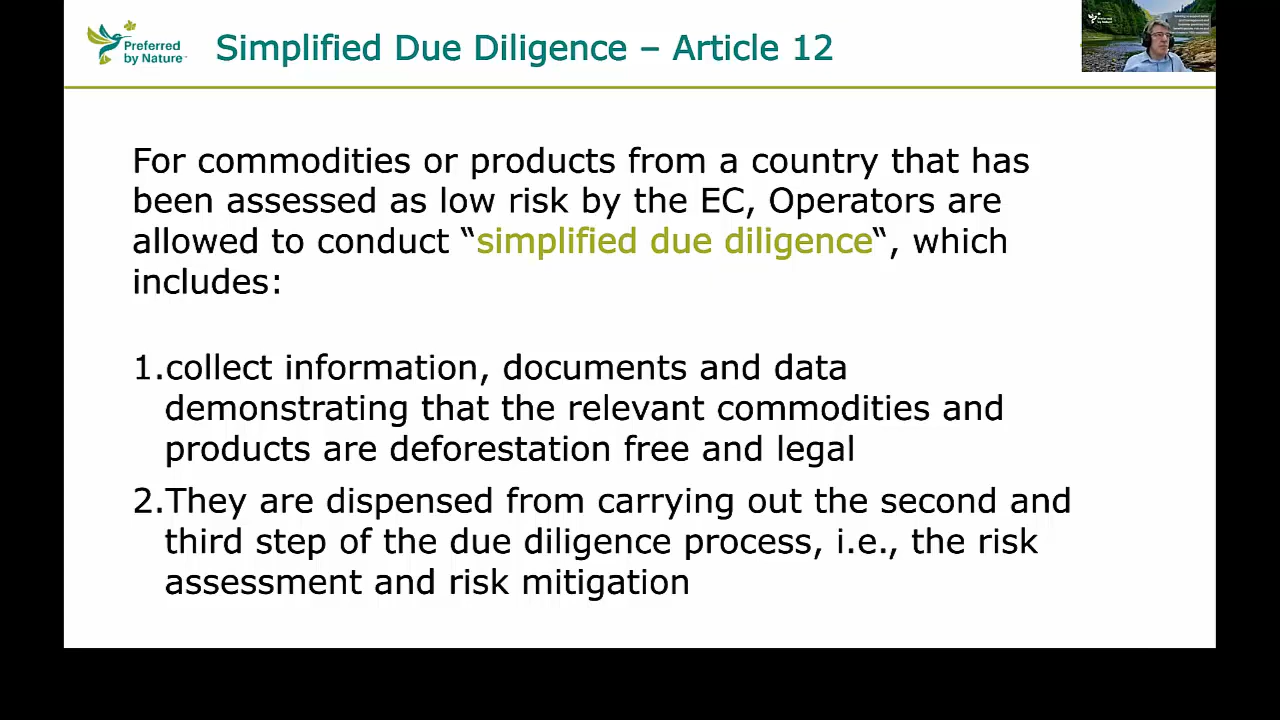 Preferred
by Nature™
Simplified Due Diligence – Article 12
For commodities or products from a country that has
been assessed as low risk by the EC, Operators are
allowed to conduct “simplified due diligence“, which
includes:
1.collect information, documents and data
demonstrating that the relevant commodities and
products are deforestation free and legal
2.They are dispensed from carrying out the second and
third step of the due diligence process, i.e., the risk
assessment and risk mitigation